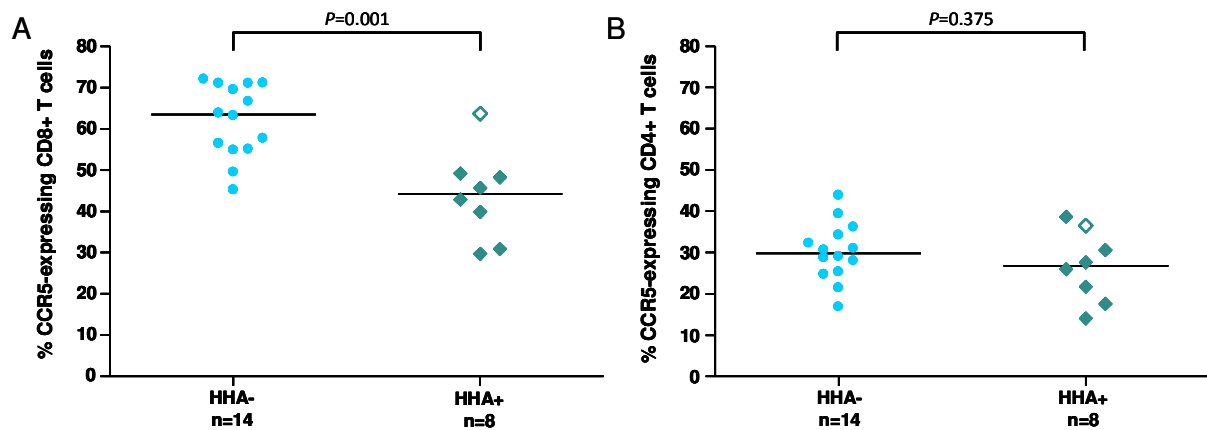 A
P=0.001
% CCR5-expressing CD8+ T cells
80
70
60
50
40
30
20
10
0
HHA-
n=14
HHA+
n=8
B
P=0.375
% CCR5-expressing CD4+ T cells
80
70
60
50
40
30
20
10
0
HHA-
n=14
HHA+
n=8